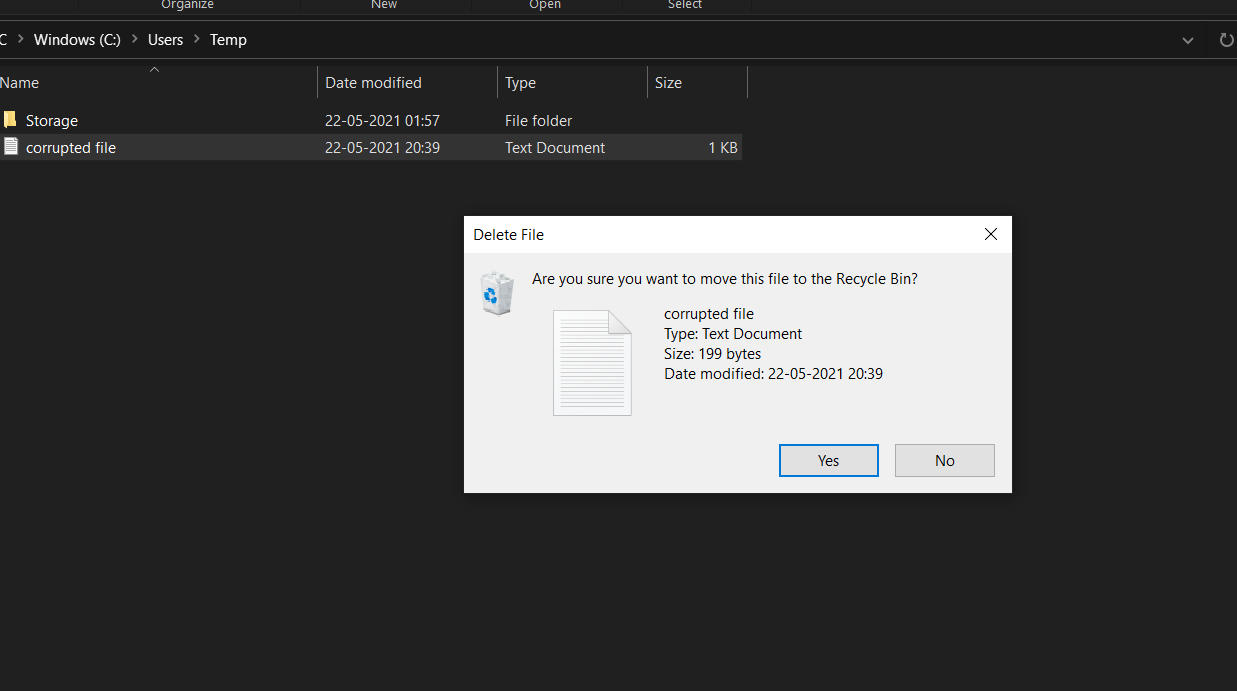 Organize New Open Select
C > Windows (C:) > Users > Temp
Name Date modified Type Size
Storage 22-05-2021 01:57 File folder
corrupted file 22-05-2021 20:39 Text Document 1 KB
Delete File
Are you sure you want to move this file to the Recycle Bin?
corrupted file
Type: Text Document
Size: 199 bytes
Date modified: 22-05-2021 20:39
Yes No